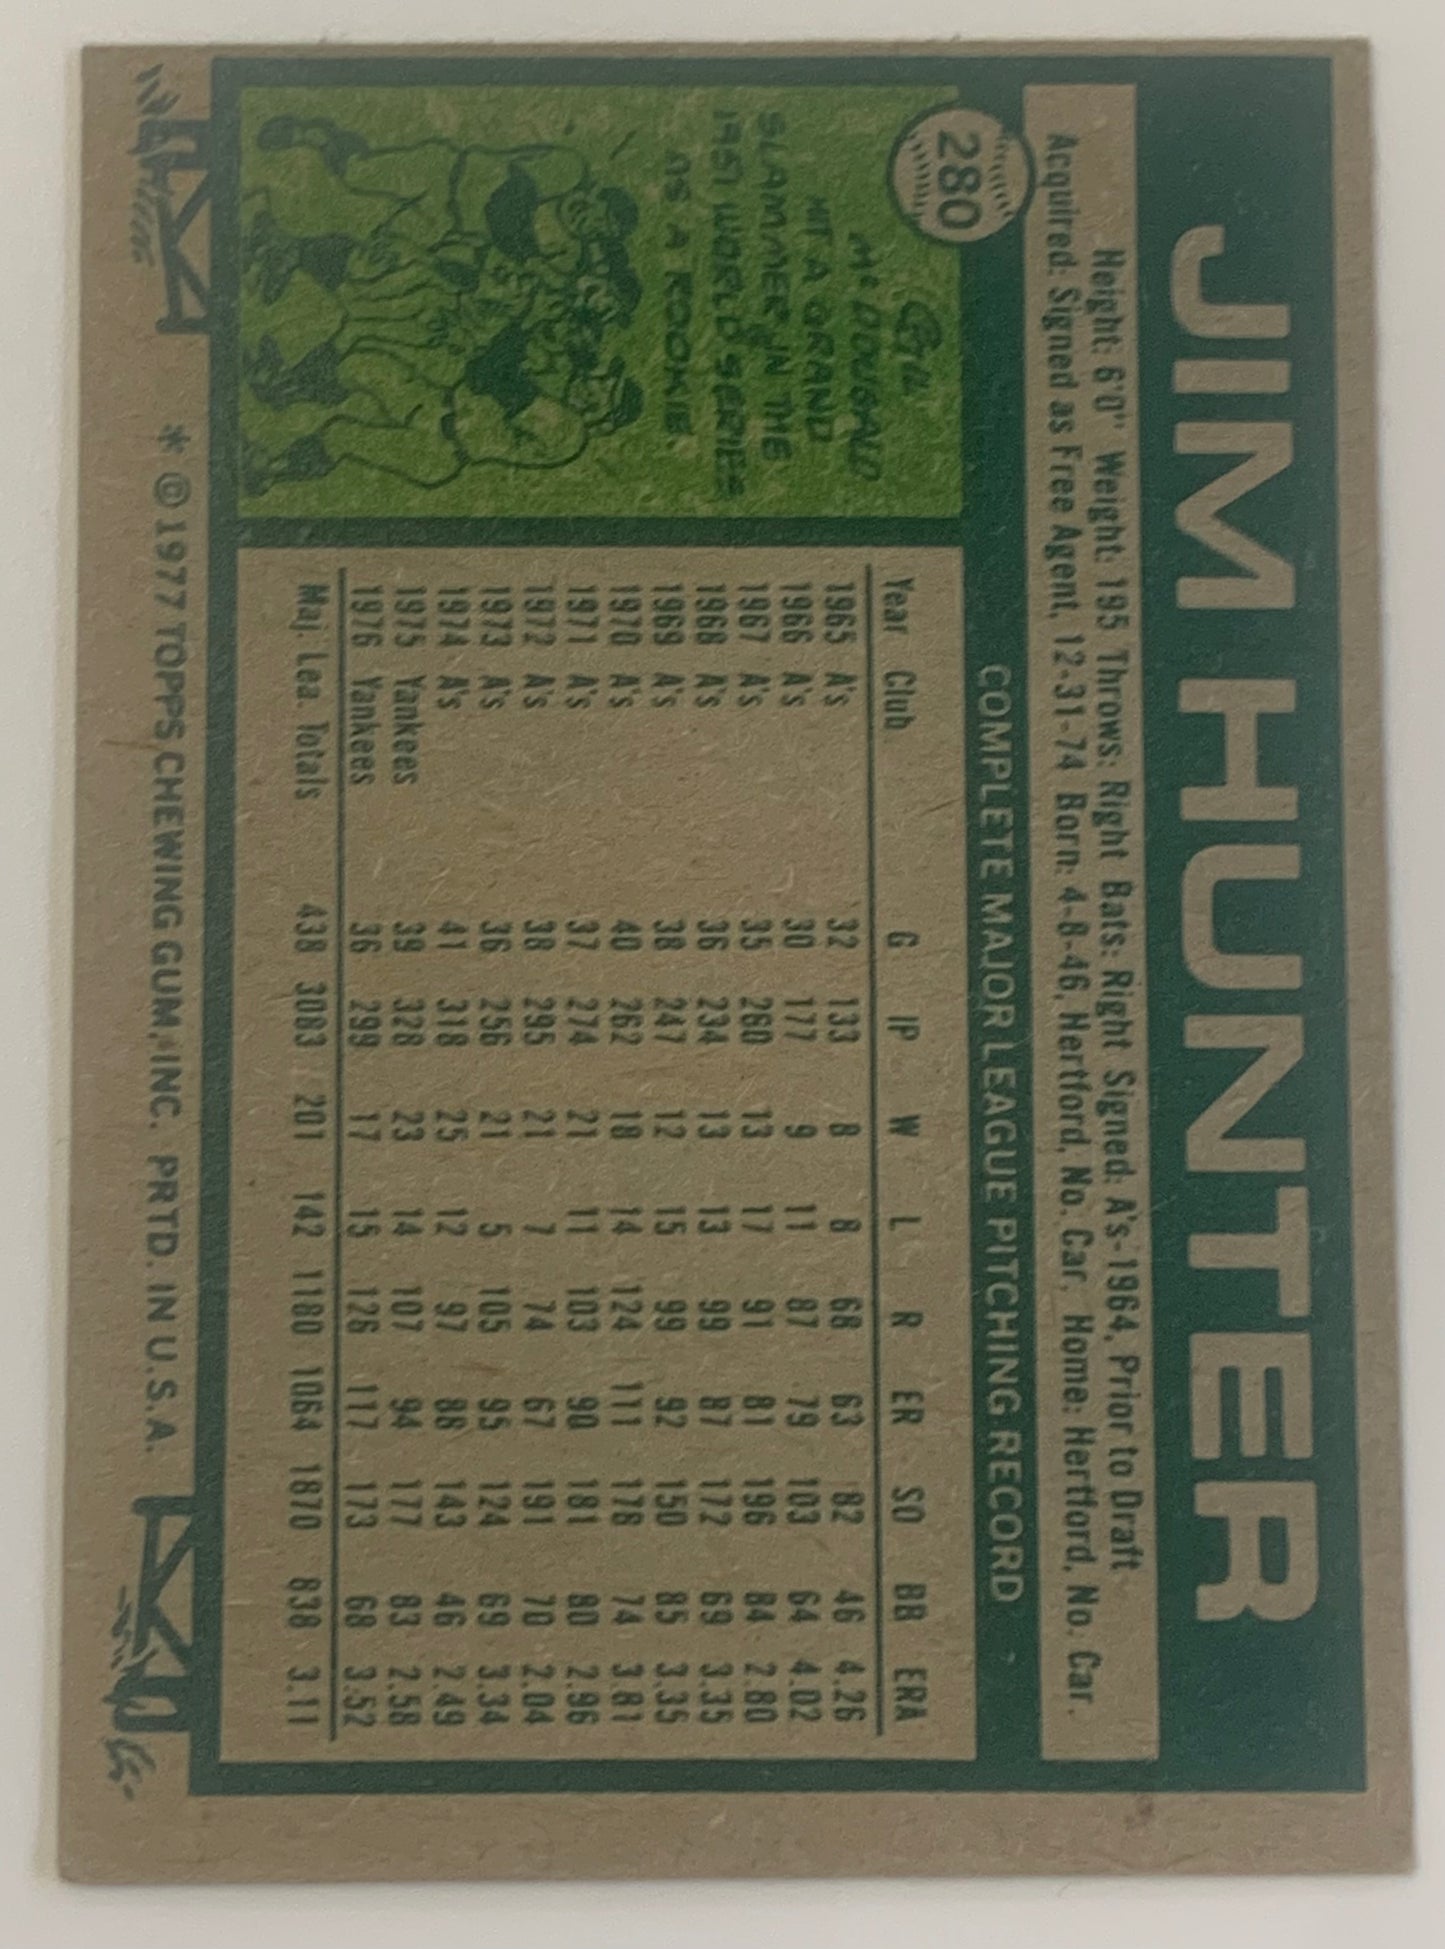 JIM HUNTER
280
Height: 6'0" Weight: 195 Throws: Right Bats: Right Signed: A's-1964, Prior to Draft
Acquired: Signed as Free Agent, 12-31-74 Born: 4-8-46, Hertford, No. Car. Home: Hertford, No. Car.
Gil
McDOUGALD
HIT A GRAND
SLAMMER IN THE
1951 WORLD SERIES
AS A ROOKIE.
COMPLETE MAJOR LEAGUE PITCHING RECORD
Year Club G IP W L R ER SO BB ERA
1965 A's 32 133 8 8 68 63 82 46 4.26
1966 A's 30 177 9 11 87 79 103 64 4.02
1967 A's 35 260 13 17 91 81 196 84 2.80
1968 A's 36 234 13 13 99 87 172 69 3.35
1969 A's 38 247 12 15 99 92 150 85 3.35
1970 A's 40 262 18 14 124 111 178 74 3.81
1971 A's 37 274 21 11 103 90 181 80 2.96
1972 A's 38 295 21 7 74 67 191 70 2.04
1973 A's 36 256 21 5 105 95 124 69 3.34
1974 A's 41 318 25 12 97 88 143 46 2.49
1975 Yankees 39 328 23 14 107 94 177 83 2.58
1976 Yankees 36 299 17 15 126 117 173 68 3.52
Maj. Lea. Totals 438 3083 201 142 1180 1064 1870 838 3.11
* © 1977 TOPPS CHEWING GUM, INC. PRTD. IN U.S.A.